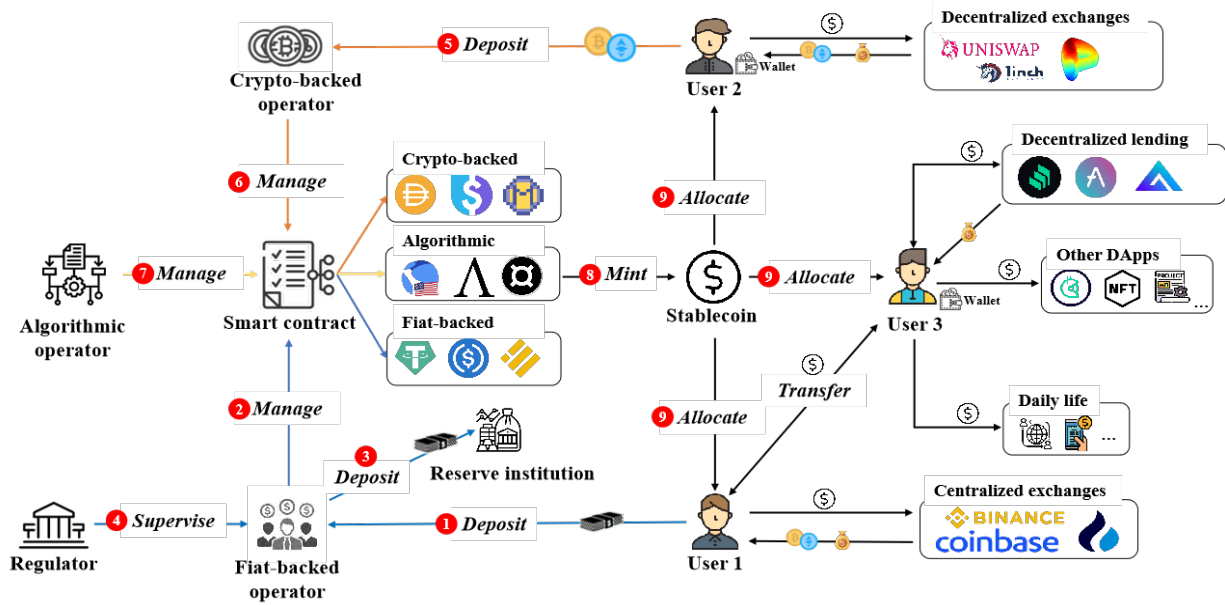 5 Deposit
Decentralized exchanges
UNISWAP
1inch
Wallet
User 2
Crypto-backed
operator
Decentralized lending
6 Manage
Crypto-backed
9 Allocate
Algorithmic
7 Manage
8 Mint
9 Allocate
Other DApps
NFT
PROJECT
...
Wallet
Algorithmic
operator
Smart contract
Stablecoin
User 3
Fiat-backed
2 Manage
Transfer
9 Allocate
Daily life
...
3
Deposit
Reserve institution
4 Supervise
1 Deposit
Centralized exchanges
BINANCE
coinbase
Regulator
Fiat-backed
operator
User 1